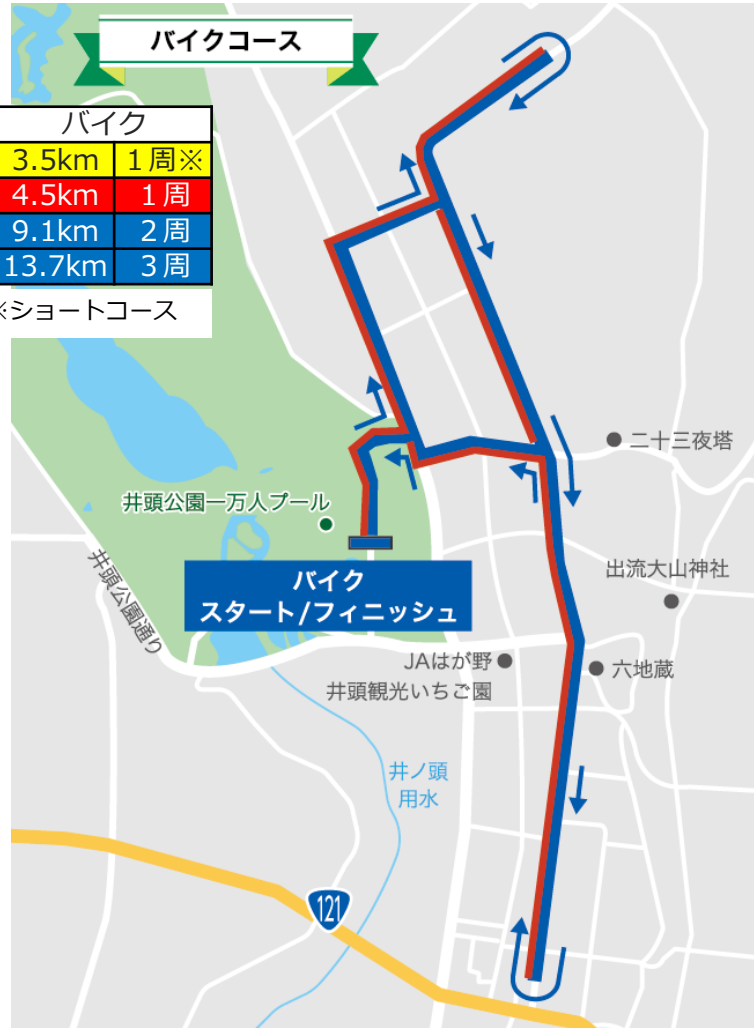 バイクコース
バイク
3.5km 1周※
4.5km 1周
9.1km 2周
13.7km 3周
※ショートコース
二十三夜塔
井頭公園一万人プール
バイク
スタート/フィニッシュ
出流大山神社
井頭公園通り
JAはが野
井頭観光いちご園
六地蔵
井ノ頭
用水
121